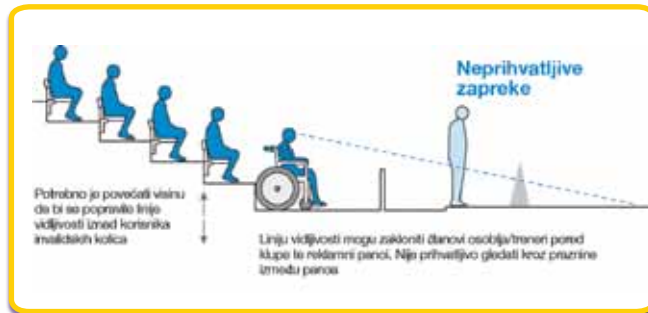 Neprihvatljive
zapreke
Potrebno je povećati visinu
da bi se popravile linije
vidljivosti iznad korisnika
invalidskih kolica
Liniju vidljivosti mogu zakloniti članovi osoblja/treneri pored
klupe te reklamni panoi. Nije prihvatljivo gledati kroz praznine
između panoa